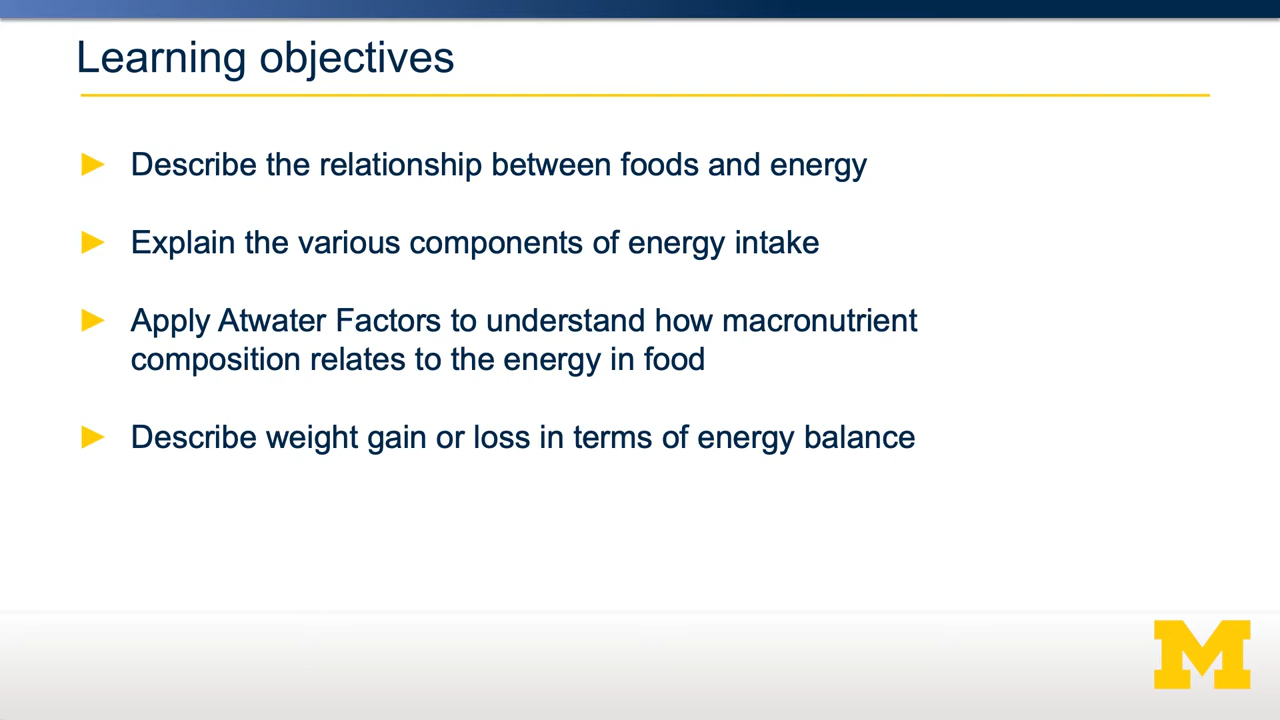 Learning objectives
► Describe the relationship between foods and energy
► Explain the various components of energy intake
► Apply Atwater Factors to understand how macronutrient
composition relates to the energy in food
► Describe weight gain or loss in terms of energy balance
M